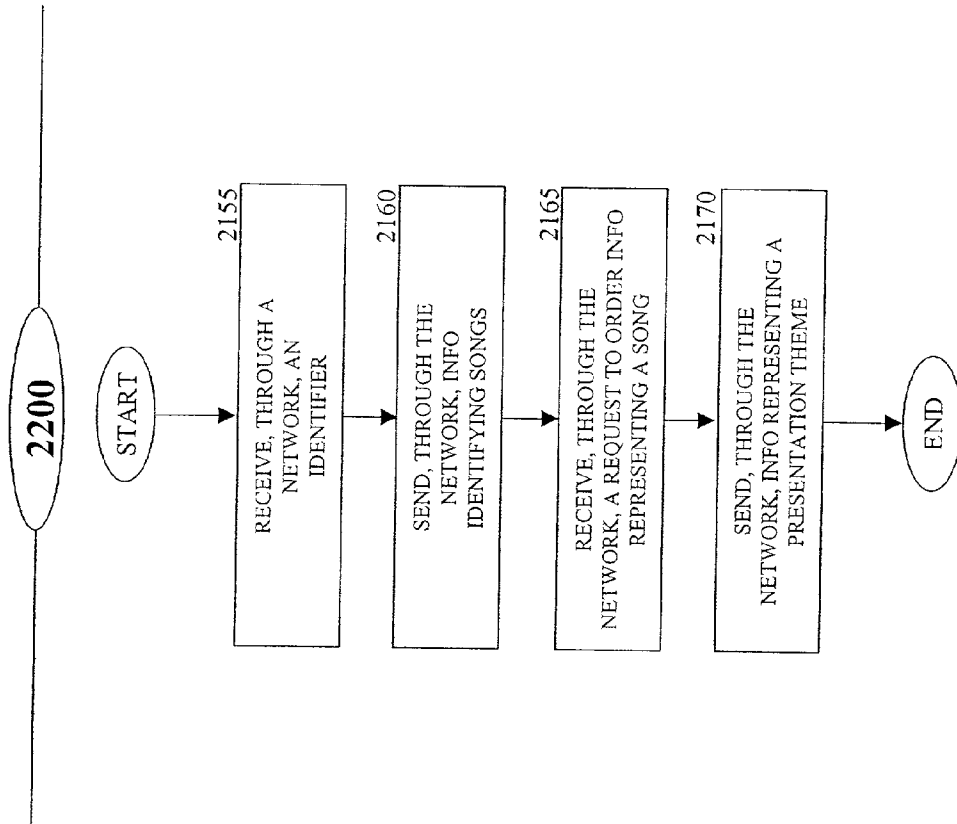 2200
START
2155
RECEIVE, THROUGH A
NETWORK, AN
IDENTIFIER
2160
SEND, THROUGH THE
NETWORK, INFO
IDENTIFYING SONGS
2165
RECEIVE, THROUGH THE
NETWORK, A REQUEST TO ORDER INFO
REPRESENTING A SONG
2170
SEND, THROUGH THE
NETWORK, INFO REPRESENTING A
PRESENTATION THEME
END